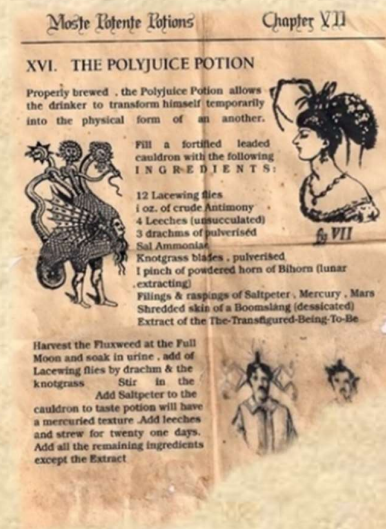 Moste Potente Potions Chapter VII
XVI. THE POLYJUICE POTION
Properly brewed , the Polyjuice Potion allows
the drinker to transform himself temporarily
into the physical form of an another.
Fill a fortified leaded
cauldron with the following
INGREDIENTS:
12 Lacewing flies
1 oz. of crude Antimony
4 Leeches (unsucculated)
3 drachms of pulverised
Sal Ammoniac
Knotgrass blades , pulverised
1 pinch of powdered horn of Bihorn (lunar
,extracting)
Filings & raspings of Saltpeter , Mercury , Mars
Shredded skin of a Boomslang (dessicated)
Extract of the The-Transfigured-Being-To-Be
fig VII
Harvest the Fluxweed at the Full
Moon and soak in urine , add of
Lacewing flies by drachm & the
knotgrass Stir in the
Add Saltpeter to the
cauldron to taste potion will have
a mercuried texture .Add leeches
and strew for twenty one days.
Add all the remaining ingredients
except the Extract